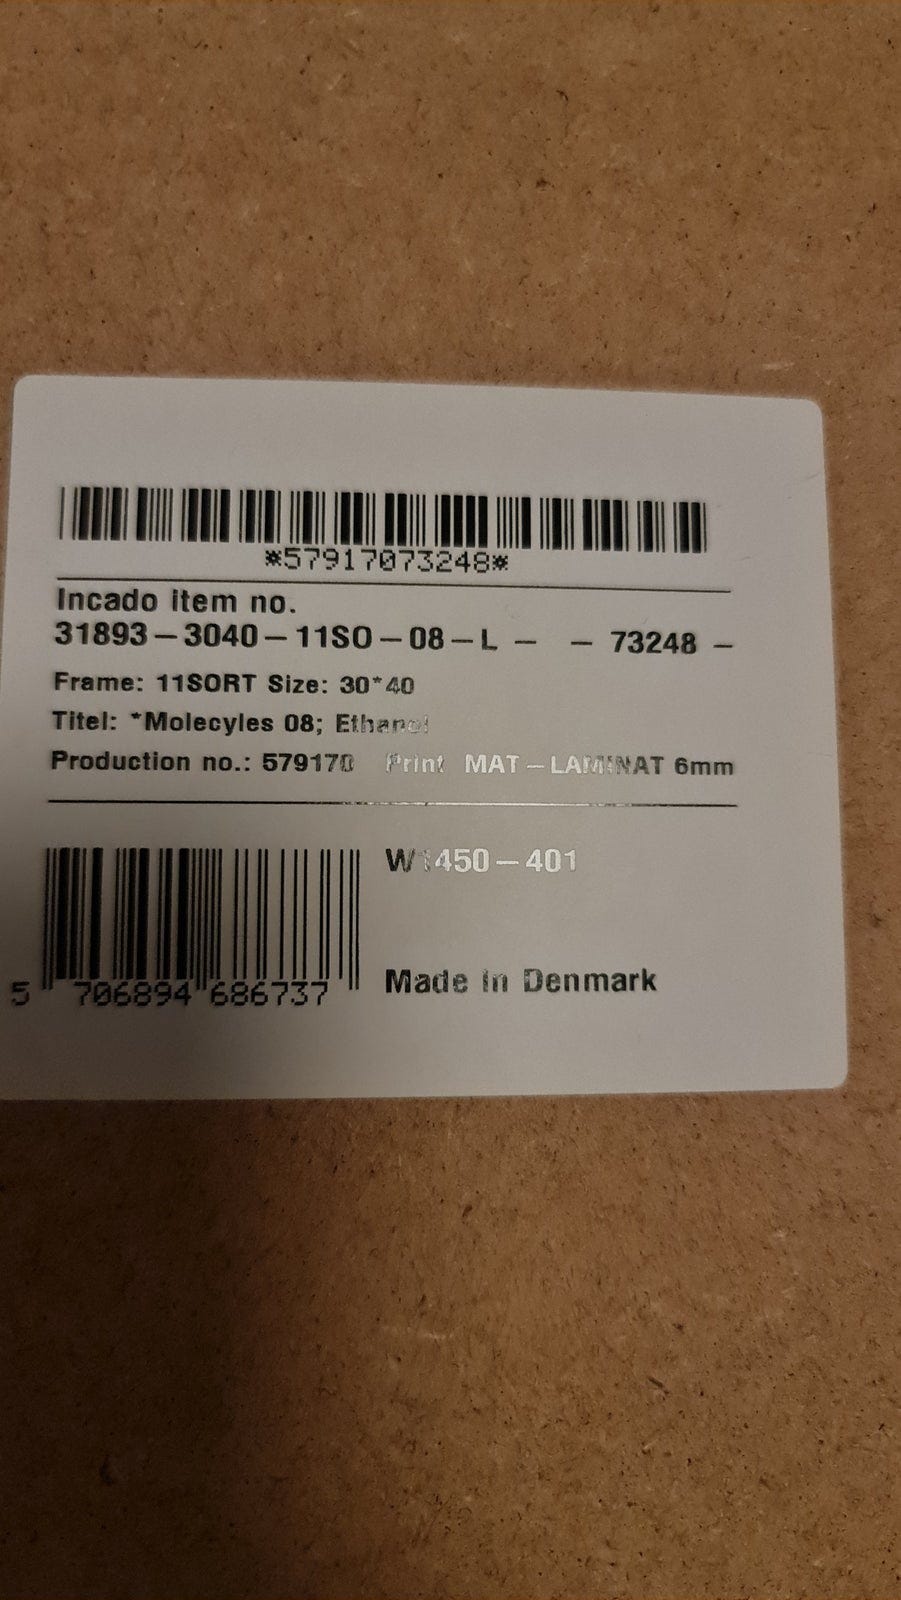 *57917073248*
Incado item no.
31893-3040-11SO-08-L - - 73248 -
Frame: 11SORT Size: 30*40
Titel: *Molecyles 08; Ethanol
Production no.: 579170 Print MAT-LAMINAT 6mm
W1450-401
5 706894 686737
Made in Denmark